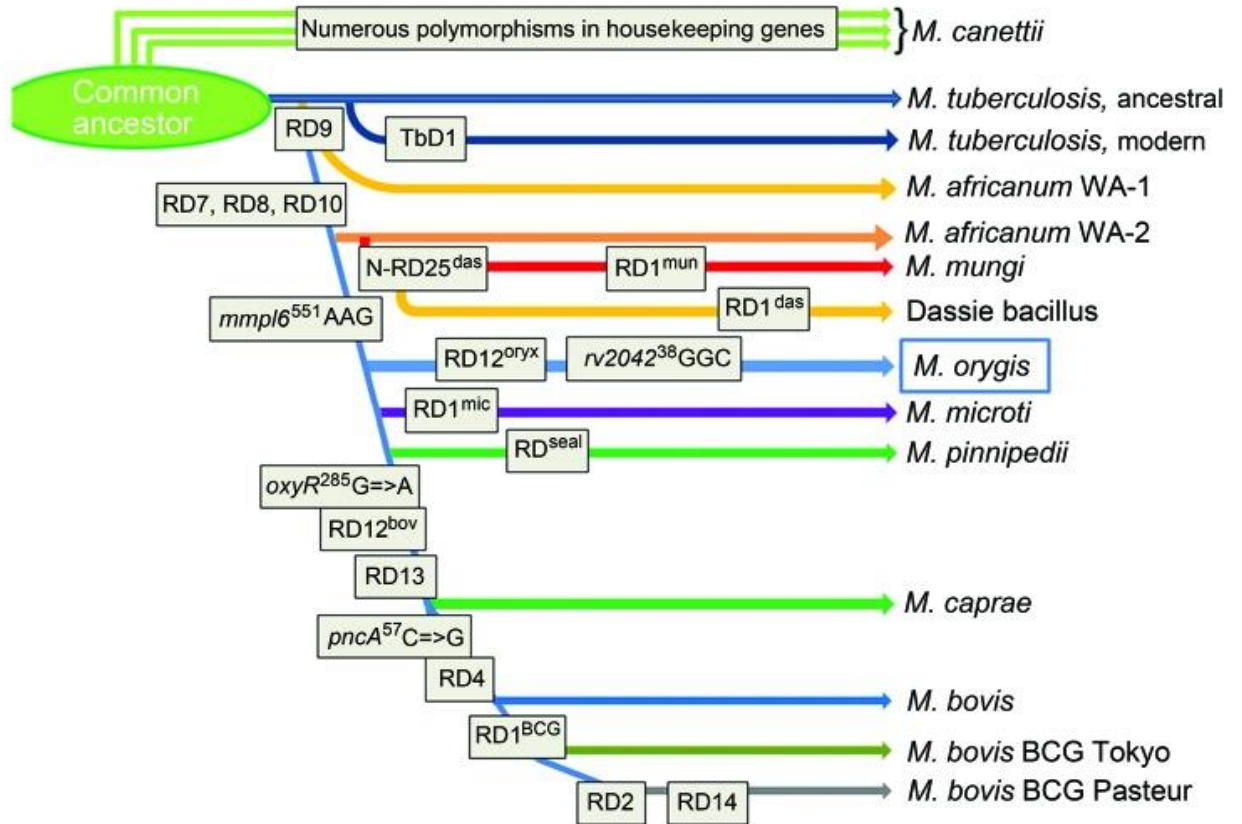 Numerous polymorphisms in housekeeping genes
} M. canettii
Common
ancestor
M. tuberculosis, ancestral
RD9
TbD1
M. tuberculosis, modern
M. africanum WA-1
RD7, RD8, RD10
M. africanum WA-2
N-RD25das
RD1mun
M. mungi
mmpl6551AAG
RD1das
Dassie bacillus
RD12oryx
rv204238GGC
M. orygis
RD1mic
M. microti
RDseal
M. pinnipedii
oxyR285G=>A
RD12bov
RD13
M. caprae
pncA57C=>G
RD4
M. bovis
RD1BCG
M. bovis BCG Tokyo
RD2
RD14
M. bovis BCG Pasteur